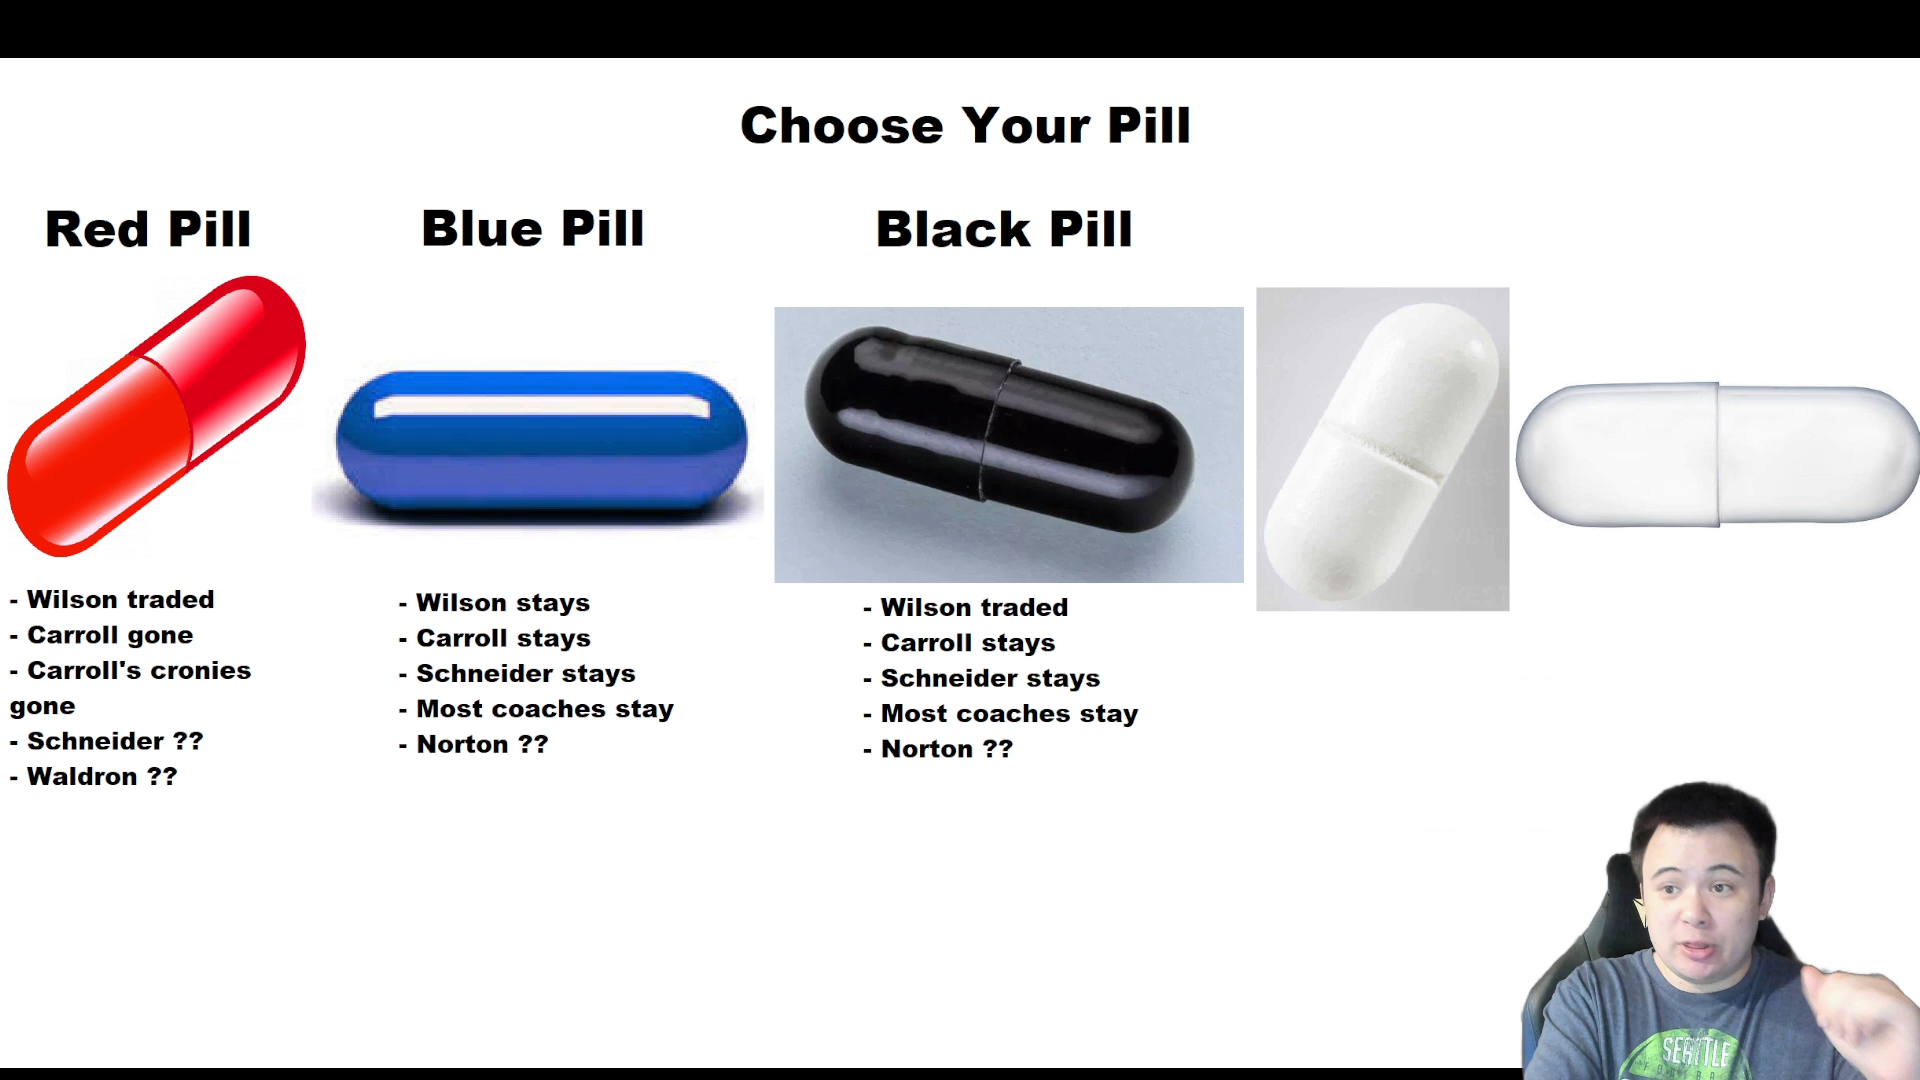 Choose Your Pill
Red Pill
Blue Pill
Black Pill
- Wilson traded
- Carroll gone
- Carroll's cronies
gone
- Schneider ??
- Waldron ??
- Wilson stays
- Carroll stays
- Schneider stays
- Most coaches stay
- Norton ??
- Wilson traded
- Carroll stays
- Schneider stays
- Most coaches stay
- Norton ??
SEATTLE